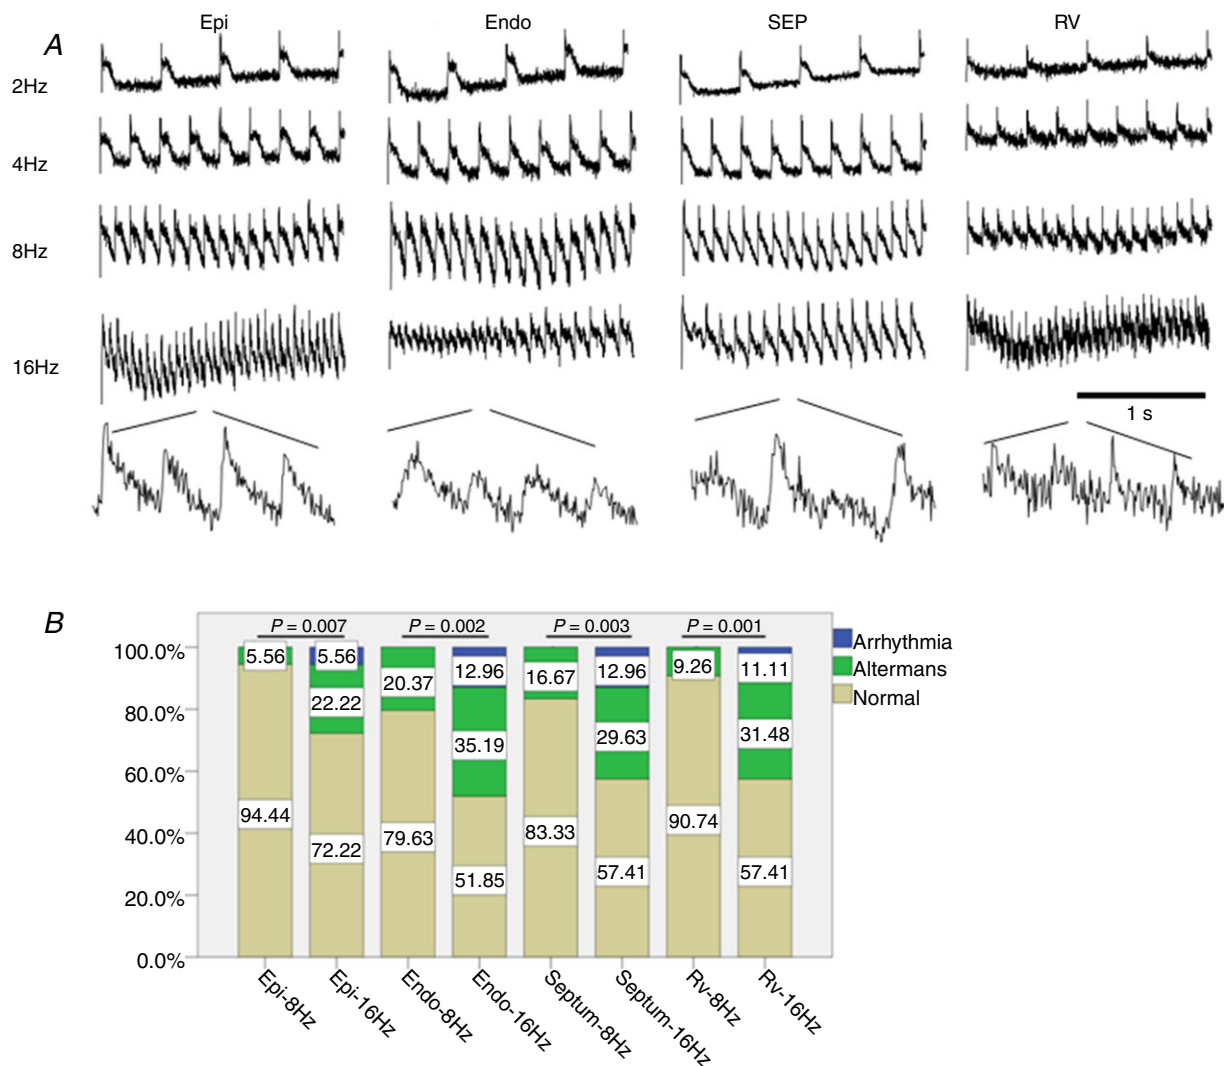 A
Epi Endo SEP RV
2Hz
4Hz
8Hz
16Hz
1 s
B
P = 0.007 P = 0.002 P = 0.003 P = 0.001
Arrhythmia
Altermans
Normal
100.0%
80.0%
60.0%
40.0%
20.0%
0.0%
5.56 5.56 20.37 12.96 16.67 12.96 9.26 11.11
22.22 35.19 29.63 31.48
94.44 72.22 79.63 51.85 83.33 57.41 90.74 57.41
Epi-8Hz Epi-16Hz Endo-8Hz Endo-16Hz Septum-8Hz Septum-16Hz Rv-8Hz Rv-16Hz